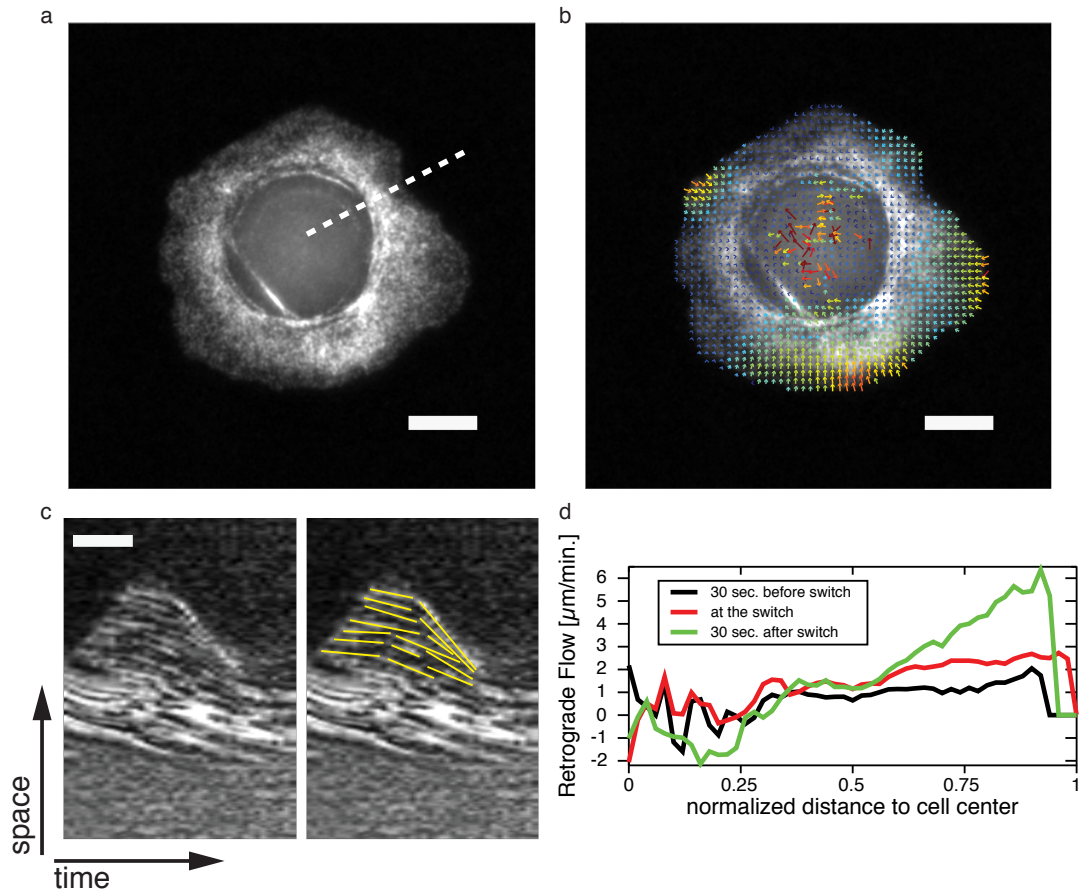 a
b
c
space
time
d
Retrograde Flow [µm/min.]
6
5
4
3
2
1
0
-1
-2
30 sec. before switch
at the switch
30 sec. after switch
0
0.25
0.5
0.75
1
normalized distance to cell center